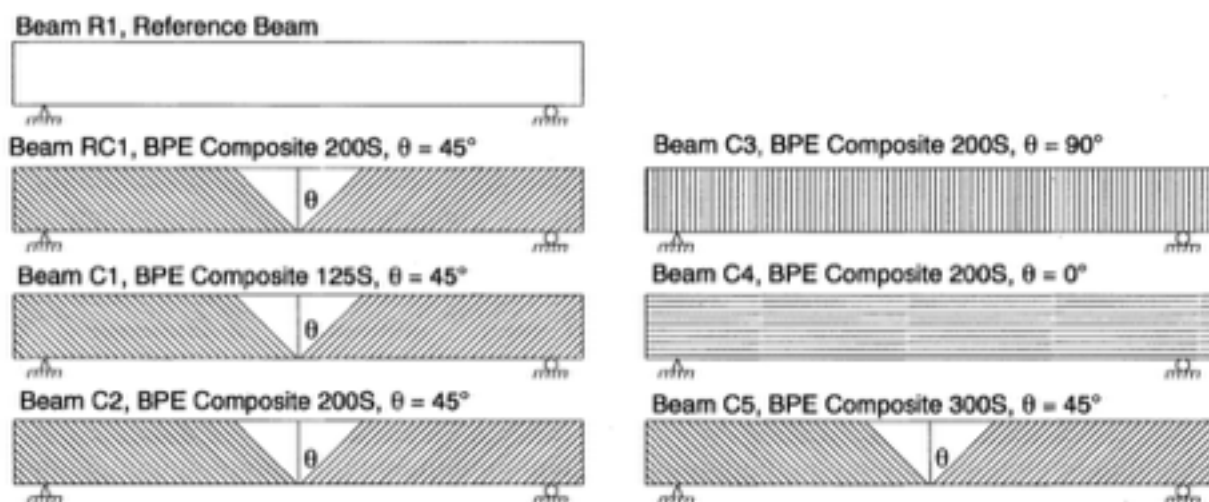 Beam R1, Reference Beam
Beam RC1, BPE Composite 200S, θ = 45°
θ
Beam C1, BPE Composite 125S, θ = 45°
θ
Beam C2, BPE Composite 200S, θ = 45°
θ
Beam C3, BPE Composite 200S, θ = 90°
Beam C4, BPE Composite 200S, θ = 0°
Beam C5, BPE Composite 300S, θ = 45°
θ